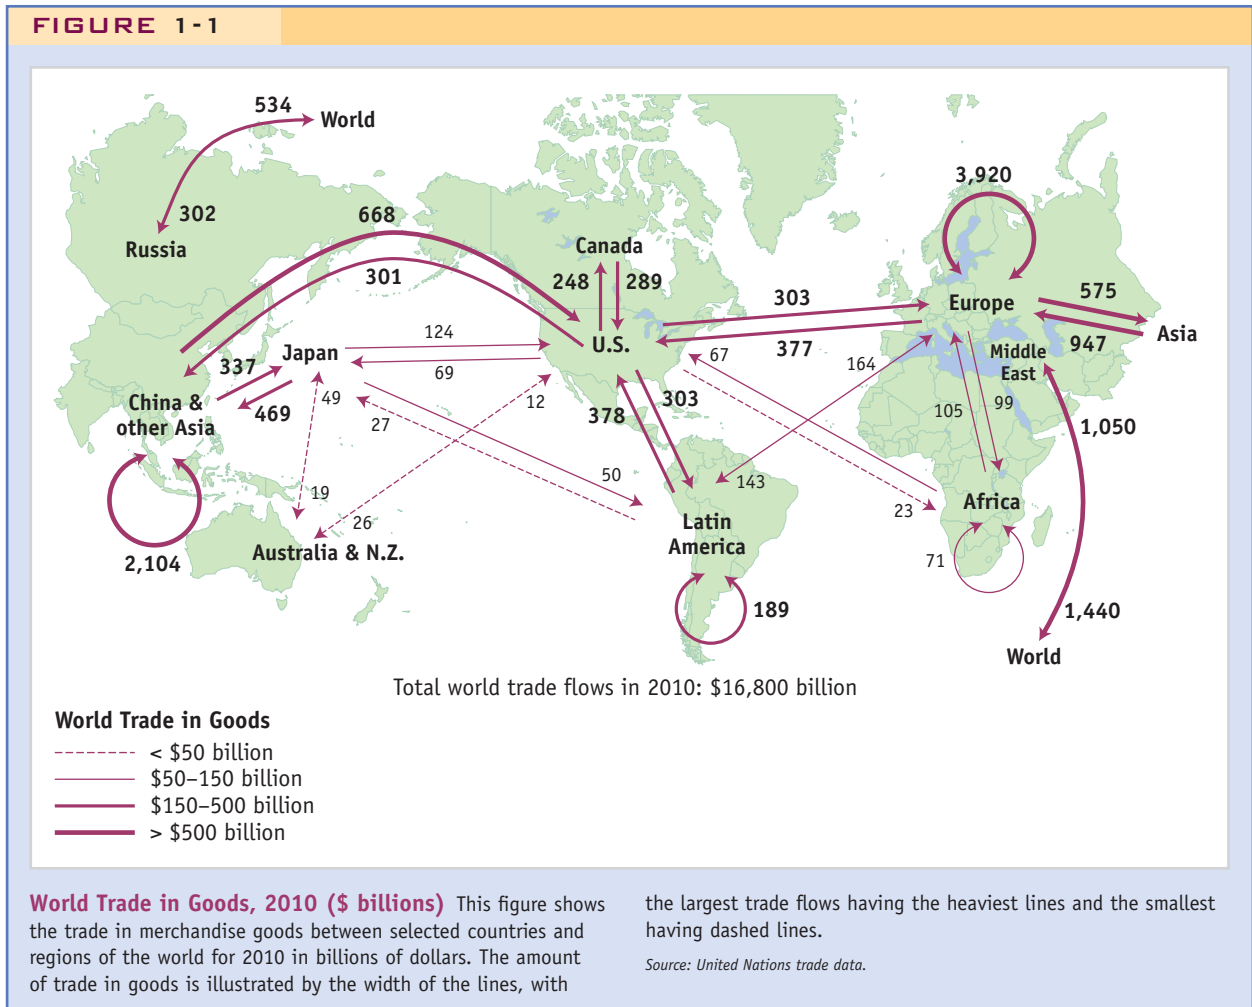 FIGURE 1-1
534
World
302
Russia
668
301
Canada
248
289
3,920
Europe
303
377
575
Asia
947
U.S.
124
69
Japan
337
469
China &
other Asia
49
27
12
67
164
Middle
East
105
99
1,050
378
303
50
143
19
26
Australia & N.Z.
2,104
Latin
America
189
23
Africa
71
1,440
World
Total world trade flows in 2010: $16,800 billion
World Trade in Goods
< $50 billion
$50–150 billion
$150–500 billion
> $500 billion
World Trade in Goods, 2010 ($ billions) This figure shows
the trade in merchandise goods between selected countries and
regions of the world for 2010 in billions of dollars. The amount
of trade in goods is illustrated by the width of the lines, with
the largest trade flows having the heaviest lines and the smallest
having dashed lines.
Source: United Nations trade data.